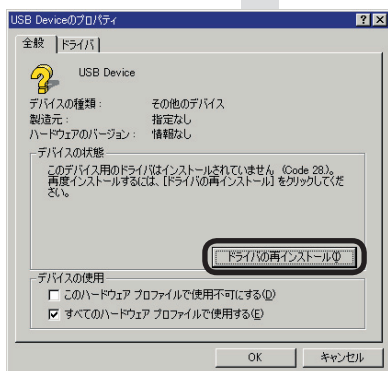 USB Deviceのプロパティ
全般
ドライバ
USB Device
デバイスの種類： その他のデバイス
製造元： 指定なし
ハードウェアのバージョン： 情報なし
デバイスの状態
このデバイス用のドライバはインストールされていません （Code 28.）。
再度インストールするには、[ドライバの再インストール] をクリックしてくだ
さい。
ドライバの再インストール(I)
デバイスの使用
このハードウェア プロファイルで使用不可にする(D)
すべてのハードウェア プロファイルで使用する(E)
OK キャンセル